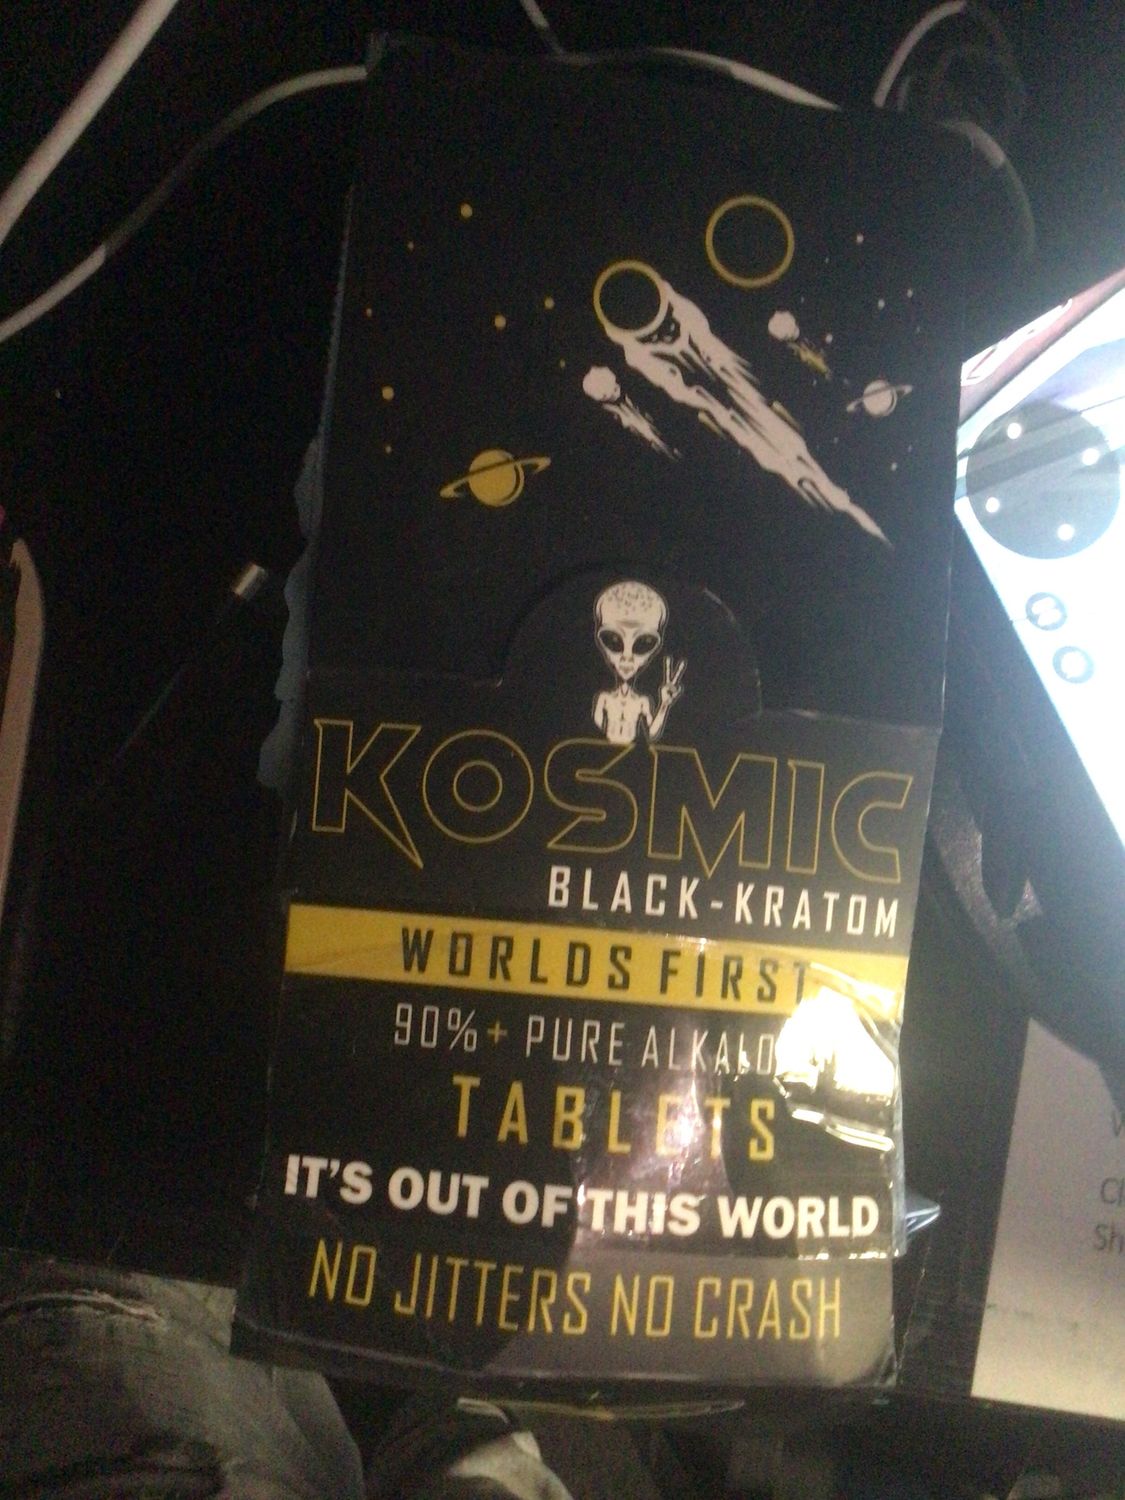 KOSMIC
BLACK-KRATOM
WORLDS FIRST
90%+ PURE
TABLETS
IT'S OUT OF THIS WORLD
NO JITTERS NO CRASH